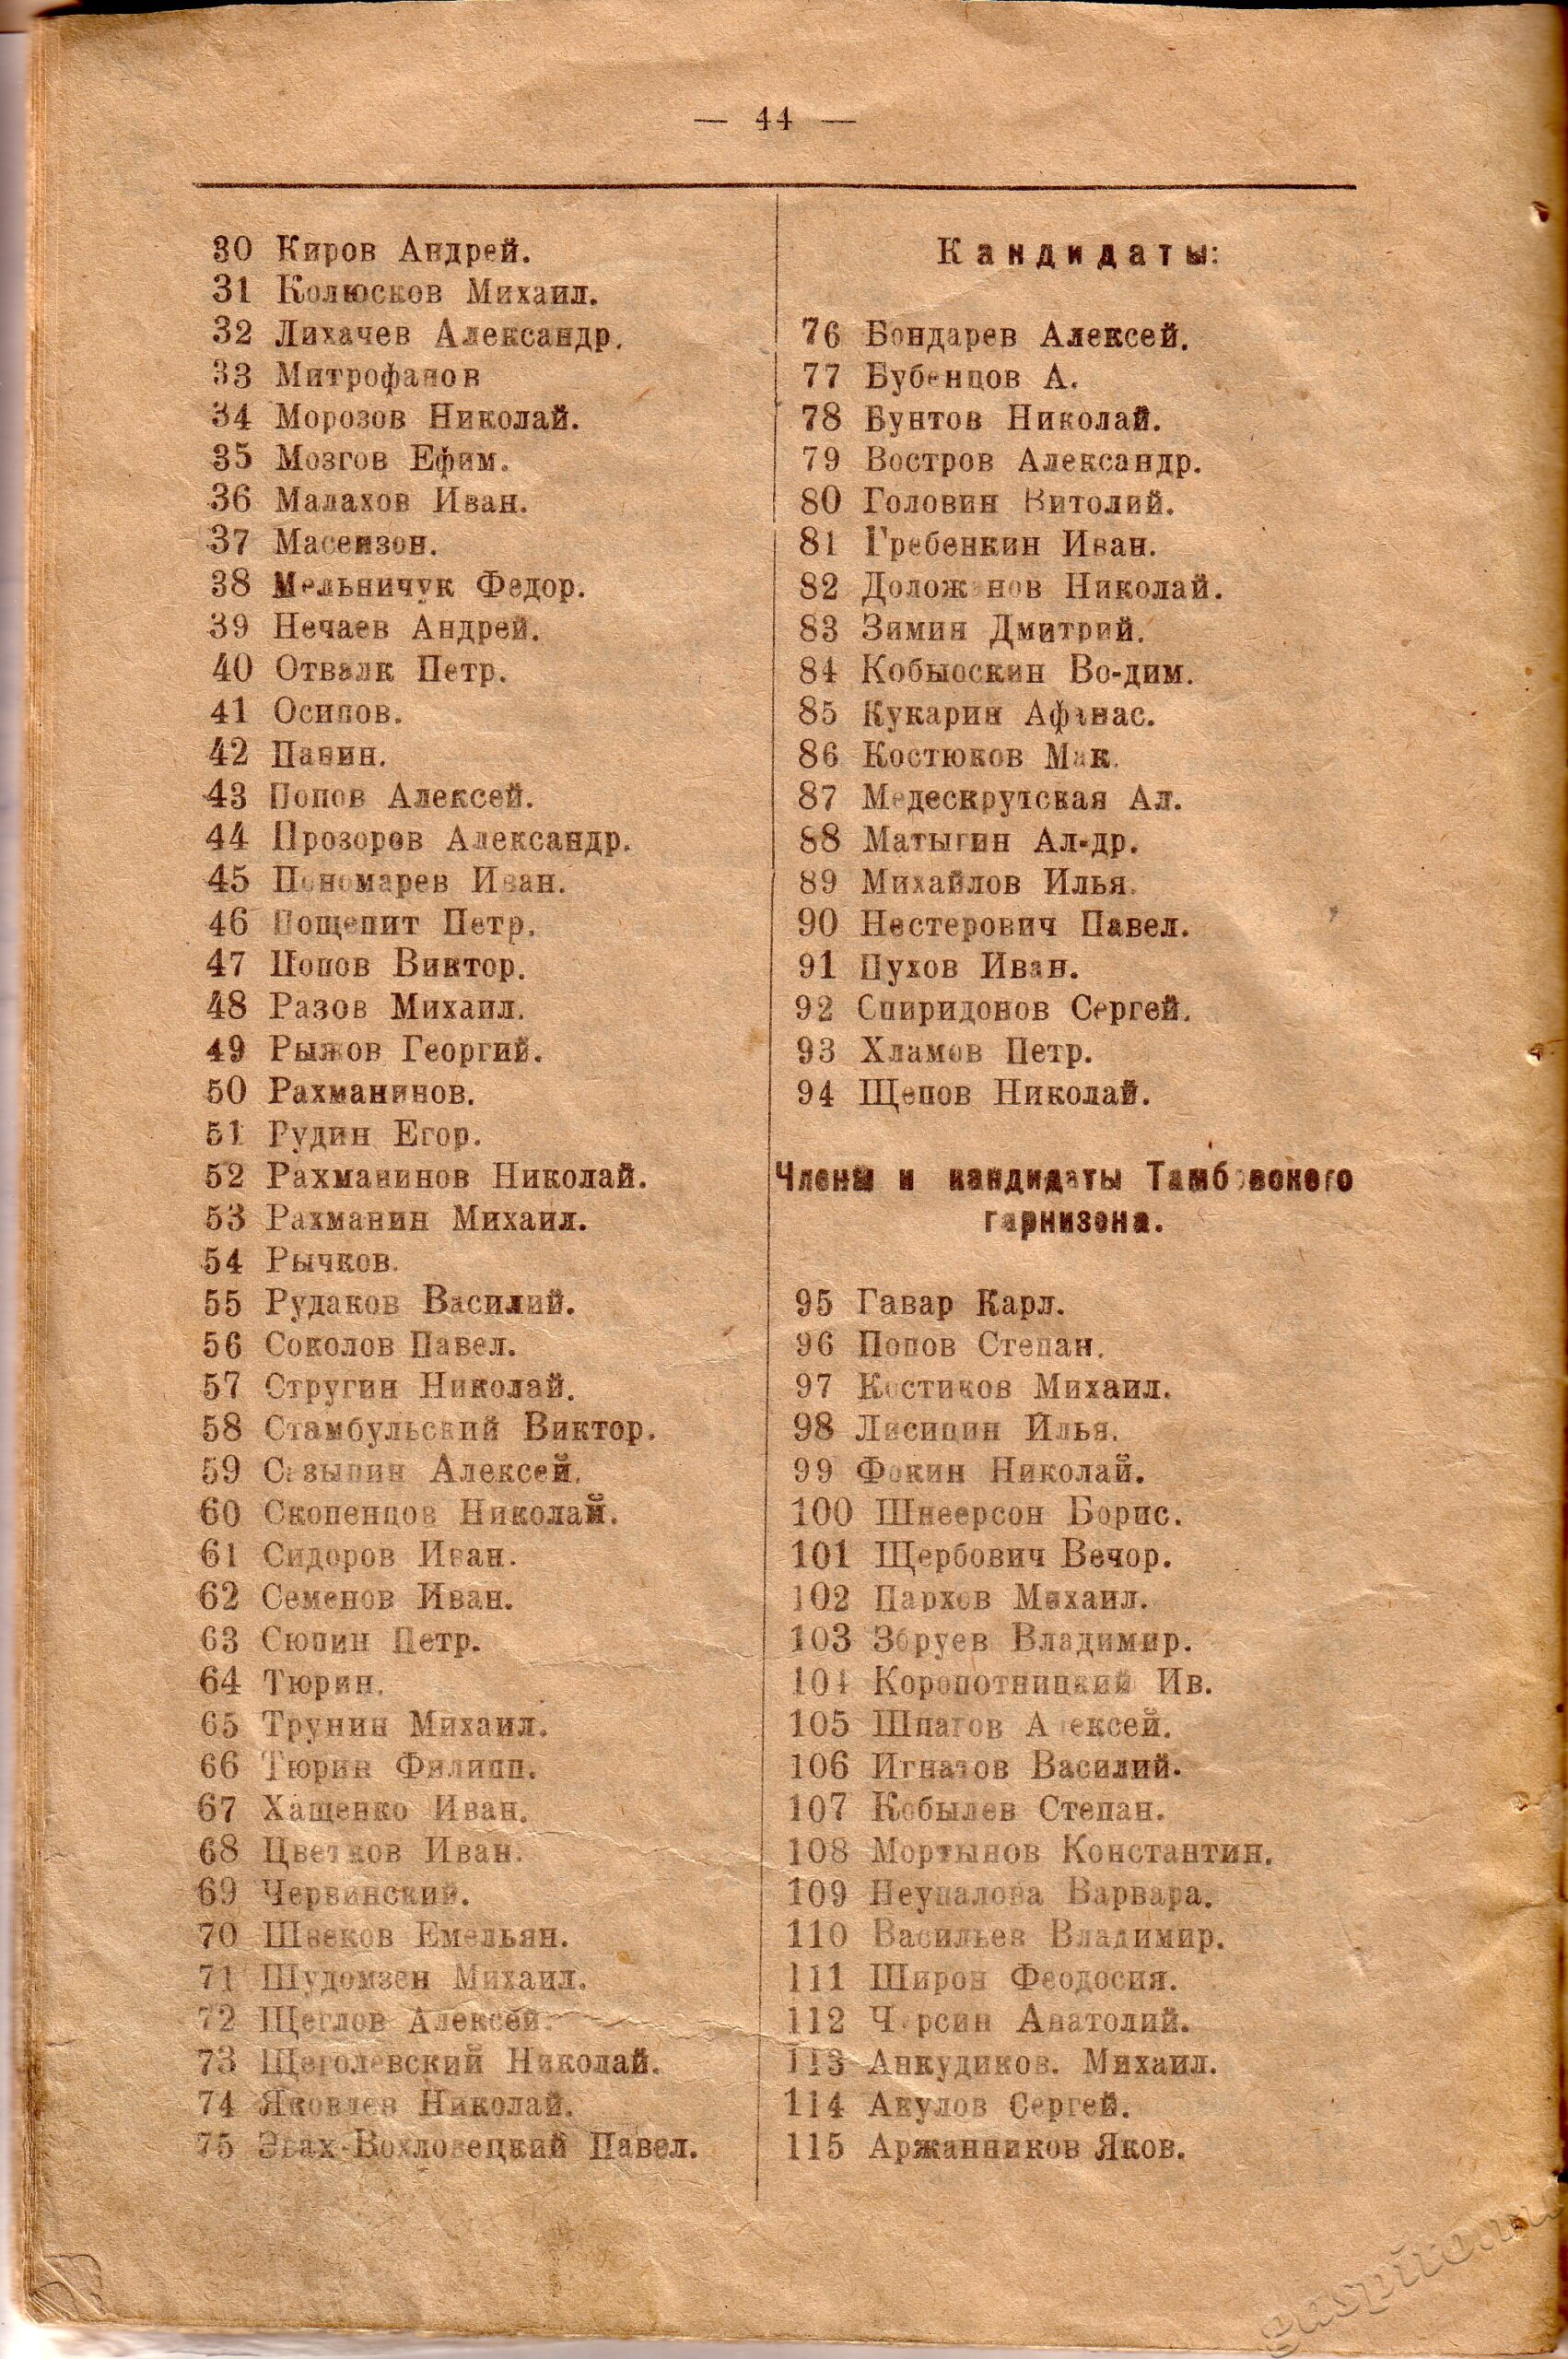 — 44 —
30 Киров Андрей.
31 Колюсков Михаил.
32 Лихачев Александр.
33 Митрофанов
34 Морозов Николай.
35 Мозгов Ефим.
36 Малахов Иван.
37 Масензон.
38 Мельничук Федор.
39 Нечаев Андрей.
40 Отвалк Петр.
41 Осипов.
42 Панин.
43 Попов Алексей.
44 Прозоров Александр.
45 Пономарев Иван.
46 Пощепит Петр.
47 Попов Виктор.
48 Разов Михаил.
49 Рыжов Георгий.
50 Рахманинов.
51 Рудин Егор.
52 Рахманинов Николай.
53 Рахманин Михаил.
54 Рычков.
55 Рудаков Василий.
56 Соколов Павел.
57 Стругин Николай.
58 Стамбульский Виктор.
59 Сазыпин Алексей.
60 Скопенцов Николай.
61 Сидоров Иван.
62 Семенов Иван.
63 Сюпин Петр.
64 Тюрин.
65 Трунин Михаил.
66 Тюрин Филипп.
67 Хащенко Иван.
68 Цветков Иван.
69 Червинский.
70 Швеков Емельян.
71 Шудомзен Михаил.
72 Щеглов Алексей.
73 Щеголевский Николай.
74 Яковлев Николай.
75 Павел.
Кандидаты:
76 Бондарев Алексей.
77 Бубенцов А.
78 Бунтов Николай.
79 Востров Александр.
80 Головин Витолий.
81 Гребенкин Иван.
82 Николай.
83 Зимин Дмитрий.
84 Кобыоскин Во-дим.
85 Кукарин Афанас.
86 Костюков Мак.
87 Медескрутская Ал.
88 Матыгин Ал-др.
89 Михайлов Илья.
90 Нестерович Павел.
91 Пухов Иван.
92 Спиридонов Сергей.
93 Хламов Петр.
94 Щепов Николай.
Члены и кандидаты Тамбовского
гарнизона.
95 Гавар Карл.
96 Попов Степан.
97 Костиков Михаил.
98 Лисицин Илья.
99 Фокин Николай.
100 Шнеерсон Борис.
101 Щербович Вечор.
102 Пархов Михаил.
103 Збруев Владимир.
104 Коропотницкий Ив.
105 Шпагов Алексей.
106 Игнатов Василий.
107 Кобылев Степан.
108 Мортынов Константин.
109 Неупалова Варвара.
110 Васильев Владимир.
111 Широн Феодосия.
112 Анатолий.
113 Анкудинов. Михаил.
114 Акулов Сергей.
115 Аржанников Яков.